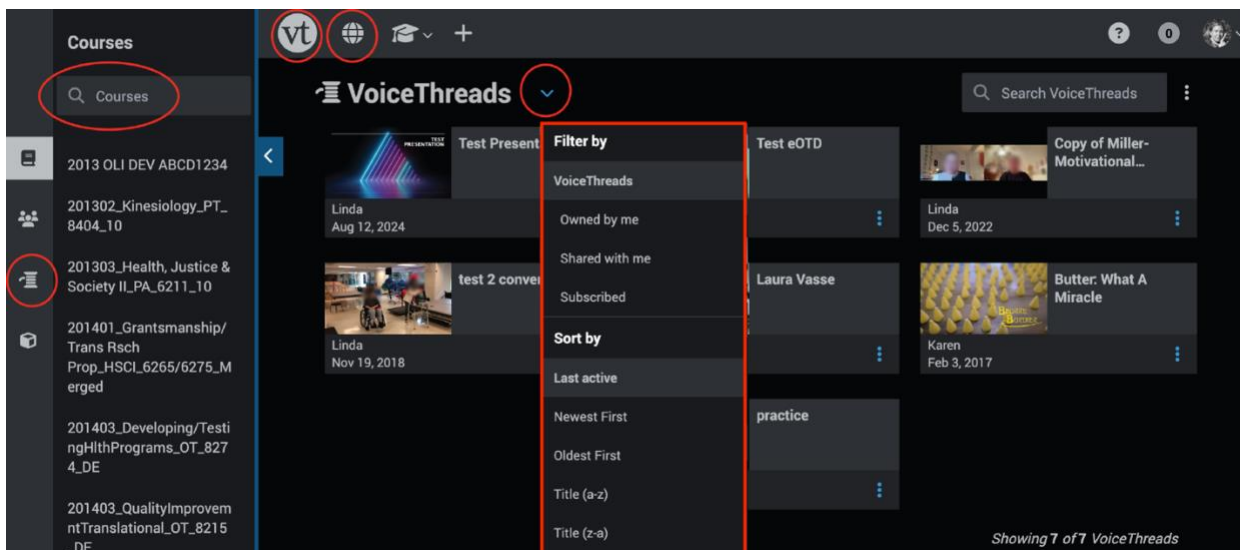 Courses
Courses
2013 OLI DEV ABCD1234
201302_Kinesiology_PT_
8404_10
201303_Health, Justice &
Society II_PA_6211_10
201401_Grantsmanship/
Trans Rsch
Prop_HSCI_6265/6275_M
erged
201403_Developing/Testi
ngHlthPrograms_OT_827
4_DE
201403_QualityImprovem
ntTranslational_OT_8215
_DE
vt
?
0
VoiceThreads
Search VoiceThreads
TEST
PRESENTATION
Test Present
Linda
Aug 12, 2024
Test eOTD
Copy of Miller-
Motivational...
Linda
Dec 5, 2022
test 2 conver
Linda
Nov 19, 2018
Laura Vasse
Butter: What A
Miracle
Karen
Feb 3, 2017
practice
Filter by
VoiceThreads
Owned by me
Shared with me
Subscribed
Sort by
Last active
Newest First
Oldest First
Title (a-z)
Title (z-a)
Showing 7 of 7 VoiceThreads